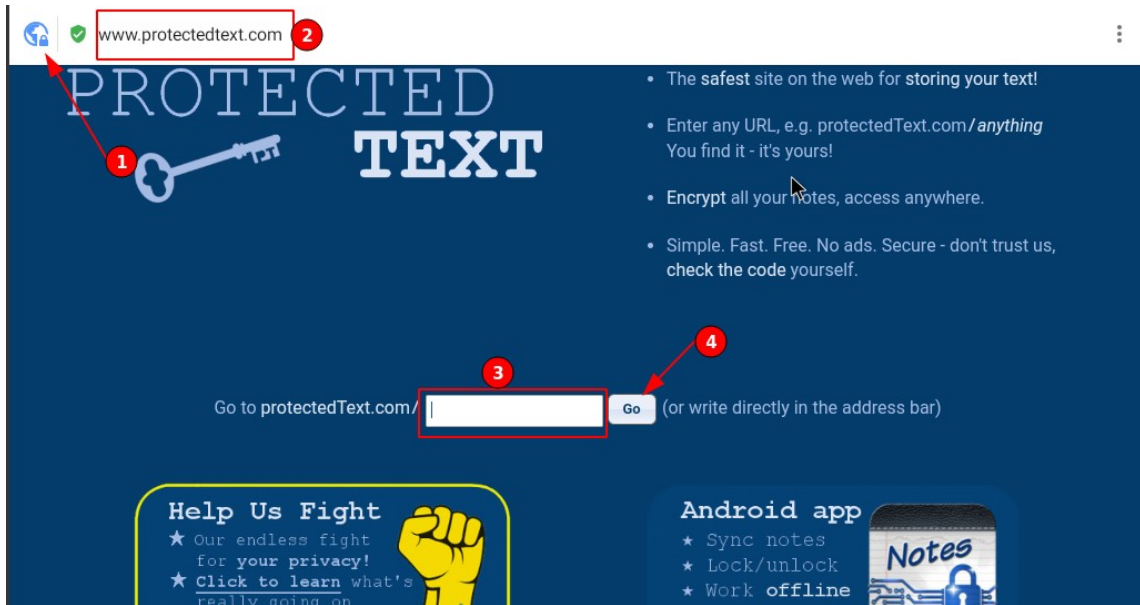 www.protectedtext.com
2
PROTECTED
TEXT
1
• The safest site on the web for storing your text!
• Enter any URL, e.g. protectedText.com/anything
You find it - it's yours!
• Encrypt all your notes, access anywhere.
• Simple. Fast. Free. No ads. Secure - don't trust us,
check the code yourself.
4
3
Go to protectedText.com/ Go (or write directly in the address bar)
Help Us Fight
★ Our endless fight
for your privacy!
★ Click to learn what's
really going on
Android app
★ Sync notes
★ Lock/unlock
★ Work offline
Notes